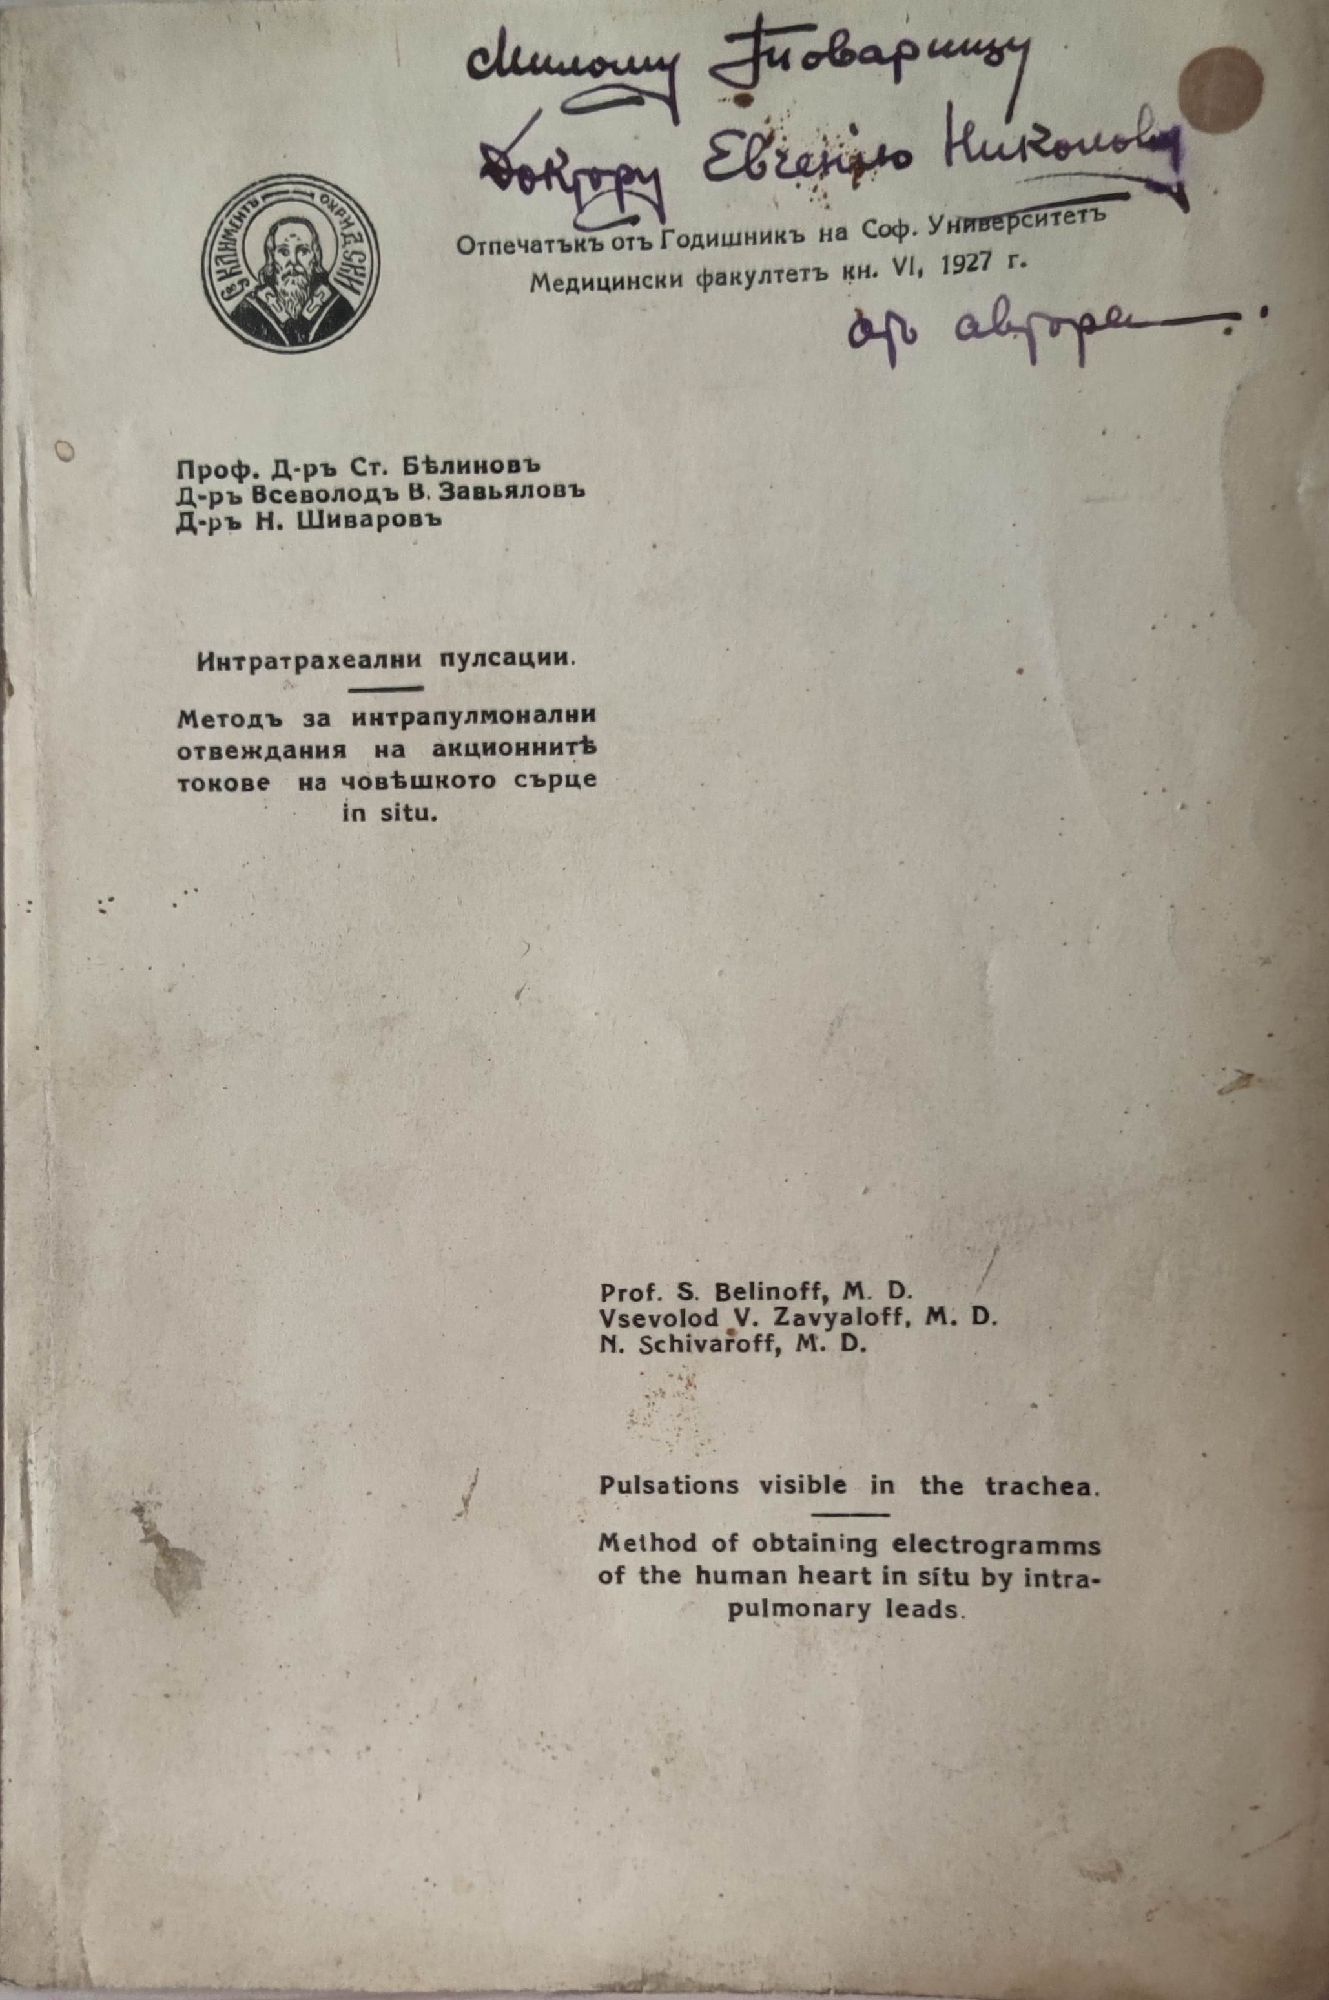 Милому Товарищу
Доктору Евгенію Николову
Св. КЛИМЕНТЪ ОХРИДСКИ
Отпечатъкъ отъ Годишникъ на Соф. Университетъ
Медицински факултетъ кн. VI, 1927 г.
отъ автора
Проф. Д-ръ Ст. Бѣлиновъ
Д-ръ Всеволодъ В. Завьяловъ
Д-ръ Н. Шиваровъ
Интратрахеални пулсации.
Методъ за интрапулмонални
отвеждания на акционнитѣ
токове на човѣшкото сърце
in situ.
Prof. S. Belinoff, M. D.
Vsevolod V. Zavyaloff, M. D.
N. Schivaroff, M. D.
Pulsations visible in the trachea.
Method of obtaining electrogramms
of the human heart in situ by intra-
pulmonary leads.